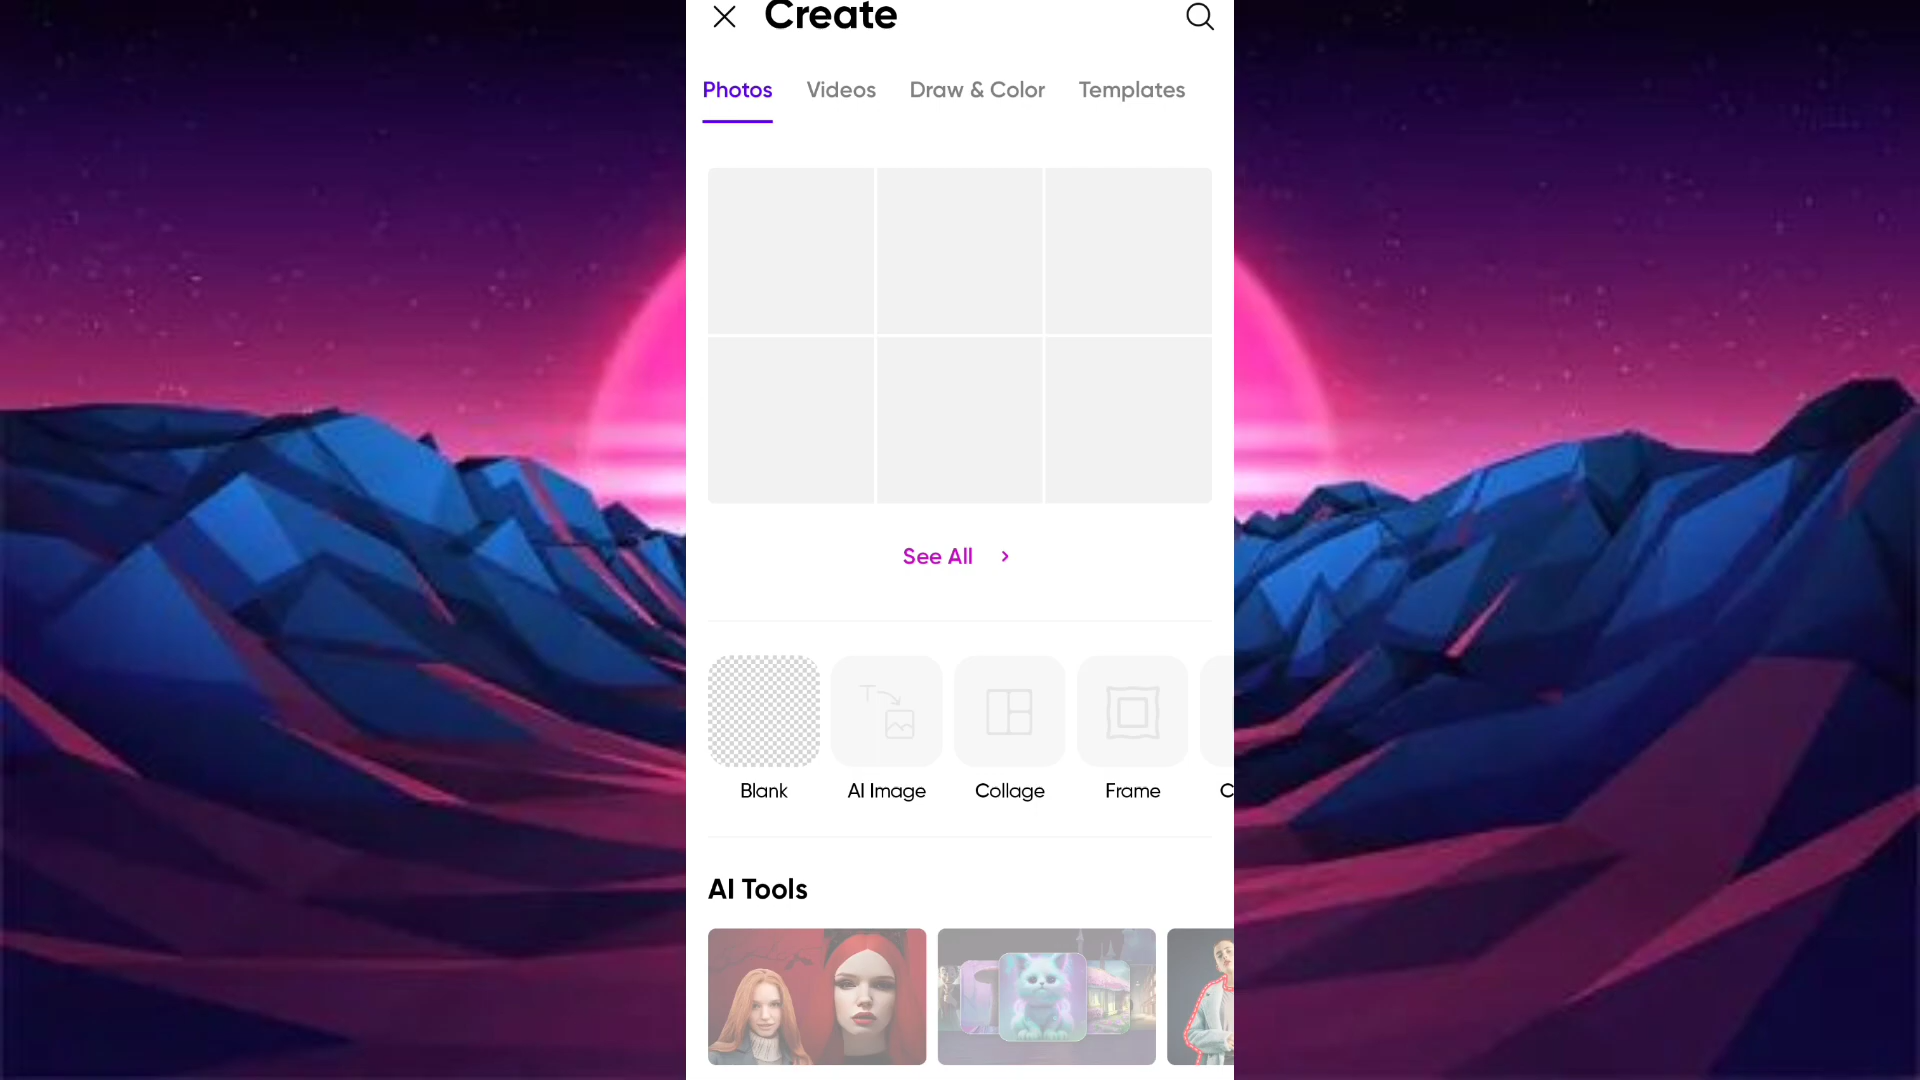 Create
Photos Videos Draw & Color Templates
See All
Blank AI Image Collage Frame
AI Tools